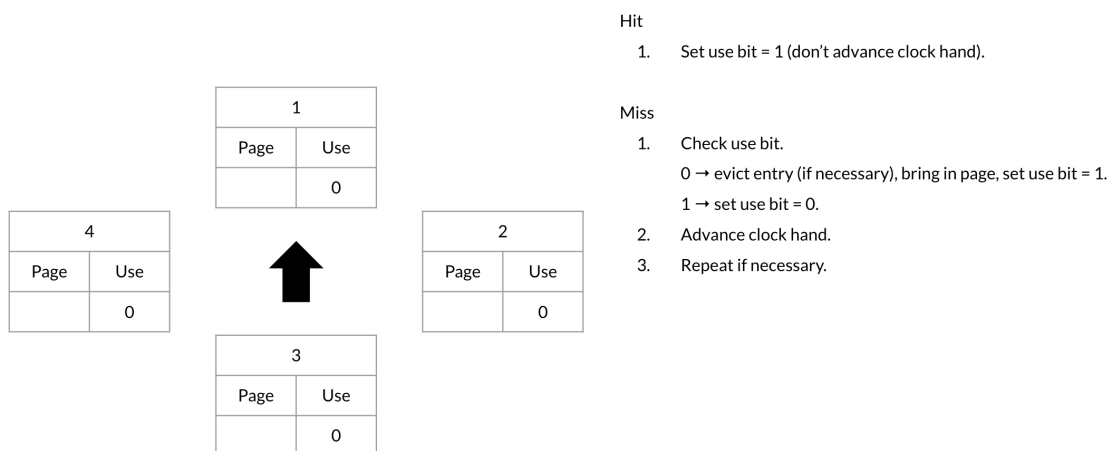 Hit
1. Set use bit = 1 (don’t advance clock hand).
Miss
1. Check use bit.
0 → evict entry (if necessary), bring in page, set use bit = 1.
1 → set use bit = 0.
2. Advance clock hand.
3. Repeat if necessary.
1
Page Use
0
4
Page Use
0
2
Page Use
0
3
Page Use
0